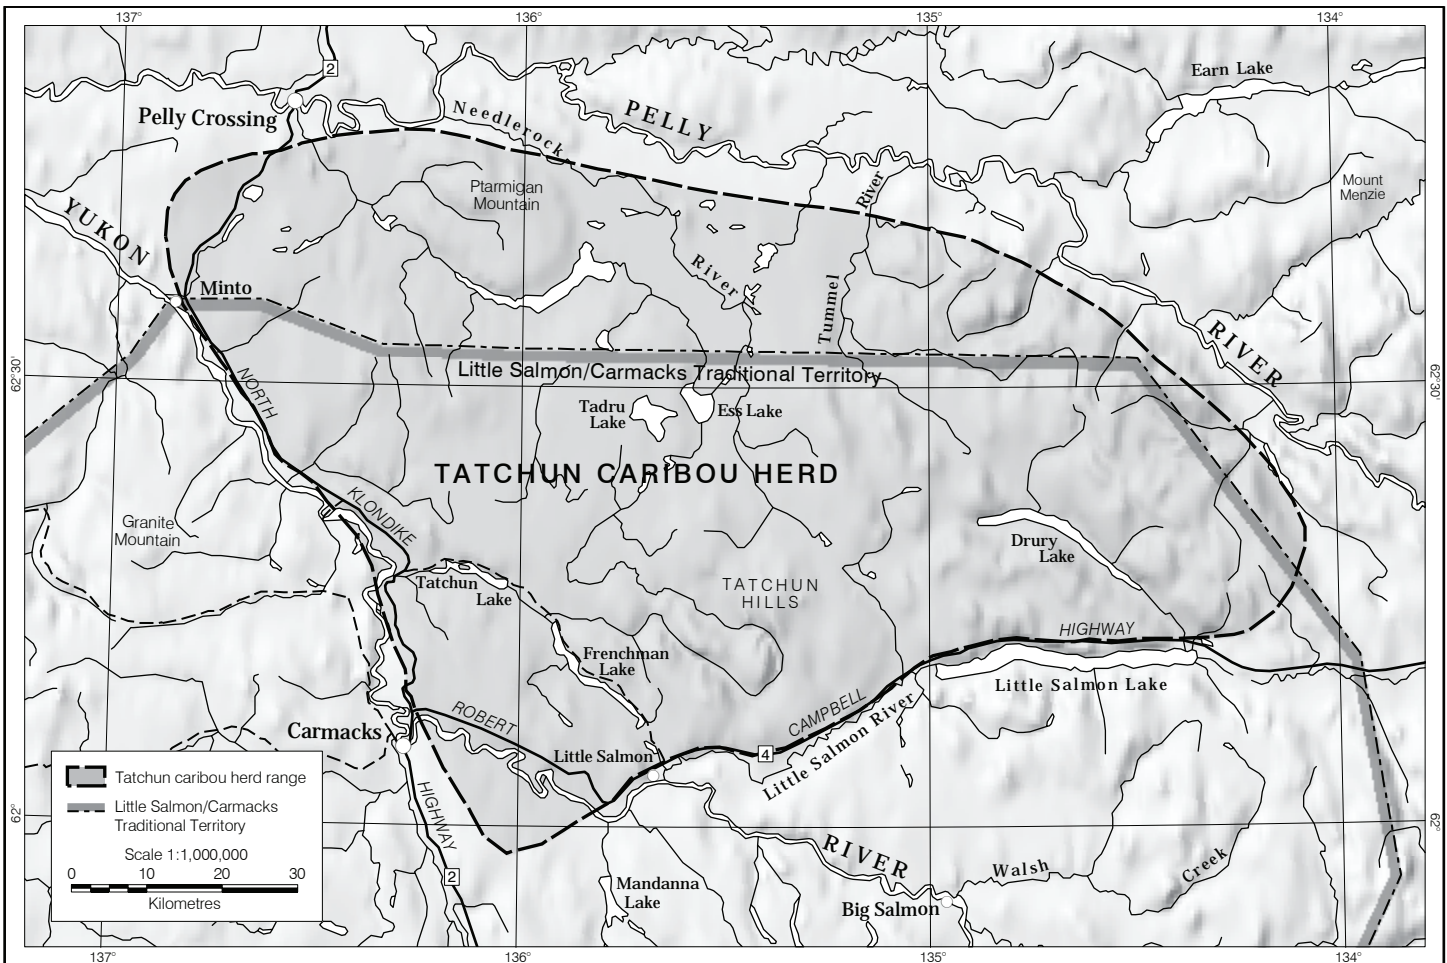 137°
136°
135°
134°
2
Earn Lake
Pelly Crossing
Needlerock
PELLY
Ptarmigan
Mountain
River
Mount
Menzie
YUKON
River
Minto
Tummel
RIVER
62°30'
62°30'
Little Salmon/Carmacks Traditional Territory
NORTH
Tadru
Lake
Ess Lake
TATCHUN CARIBOU HERD
KLONDIKE
Granite
Mountain
Drury
Lake
Tatchun
Lake
TATCHUN
HILLS
HIGHWAY
Frenchman
Lake
Little Salmon Lake
ROBERT
CAMPBELL
Carmacks
Little Salmon
4
Little Salmon River
Tatchun caribou herd range
Little Salmon/Carmacks
Traditional Territory
Scale 1:1,000,000
0 10 20 30
Kilometres
HIGHWAY
62°
62°
2
RIVER
Walsh
Creek
Mandanna
Lake
Big Salmon
137°
136°
135°
134°